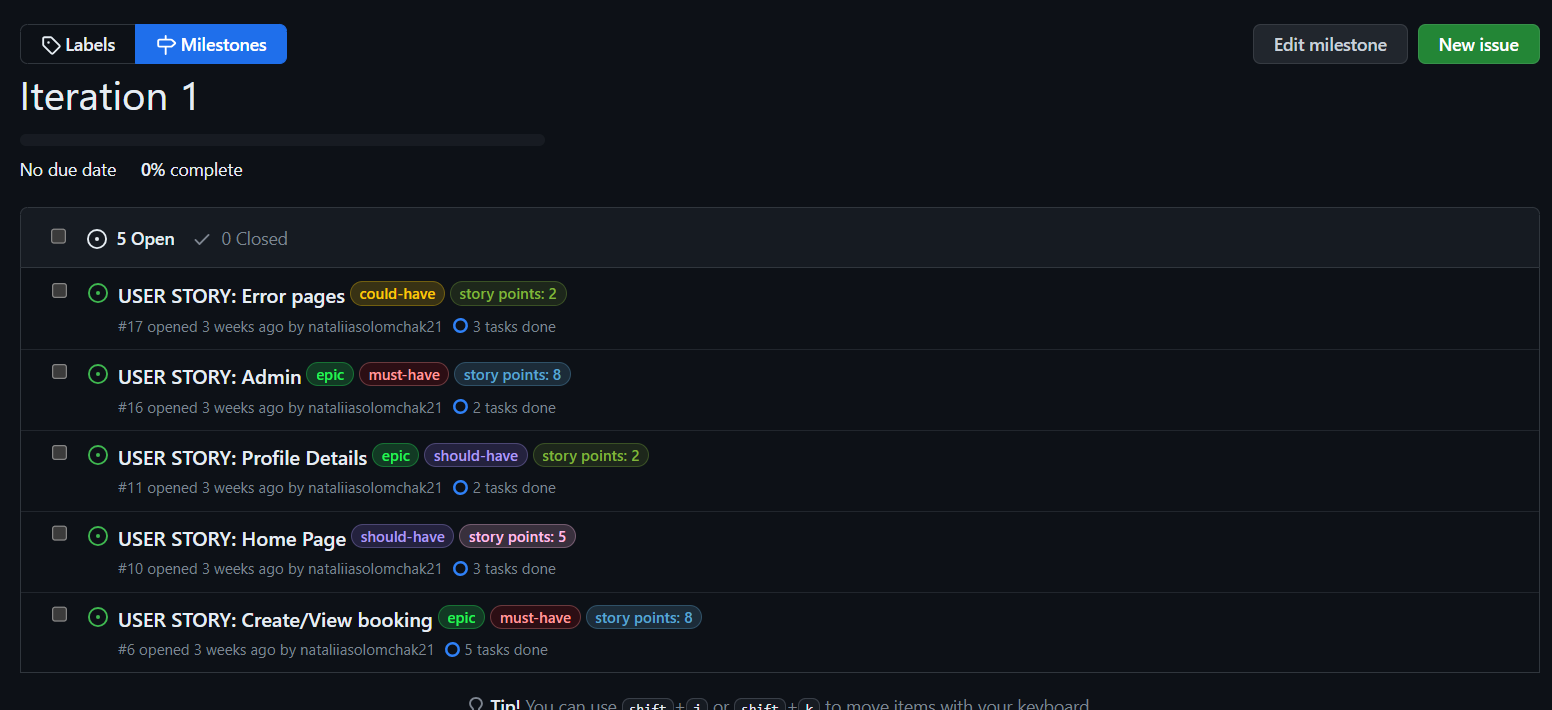 Labels Milestones Edit milestone New issue
Iteration 1
No due date 0% complete
5 Open 0 Closed
USER STORY: Error pages could-have story points: 2
#17 opened 3 weeks ago by nataliiasolomchak21 3 tasks done
USER STORY: Admin epic must-have story points: 8
#16 opened 3 weeks ago by nataliiasolomchak21 2 tasks done
USER STORY: Profile Details epic should-have story points: 2
#11 opened 3 weeks ago by nataliiasolomchak21 2 tasks done
USER STORY: Home Page should-have story points: 5
#10 opened 3 weeks ago by nataliiasolomchak21 3 tasks done
USER STORY: Create/View booking epic must-have story points: 8
#6 opened 3 weeks ago by nataliiasolomchak21 5 tasks done
Tip! You can use shift+j or shift+k to move items with your keyboard.